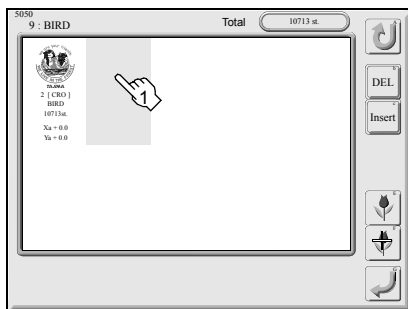 5050
9 : BIRD
Total
10713 st.
TAJIMA
2 [ CRO ]
BIRD
10713st.
Xa + 0.0
Ya + 0.0
1
DEL
Insert